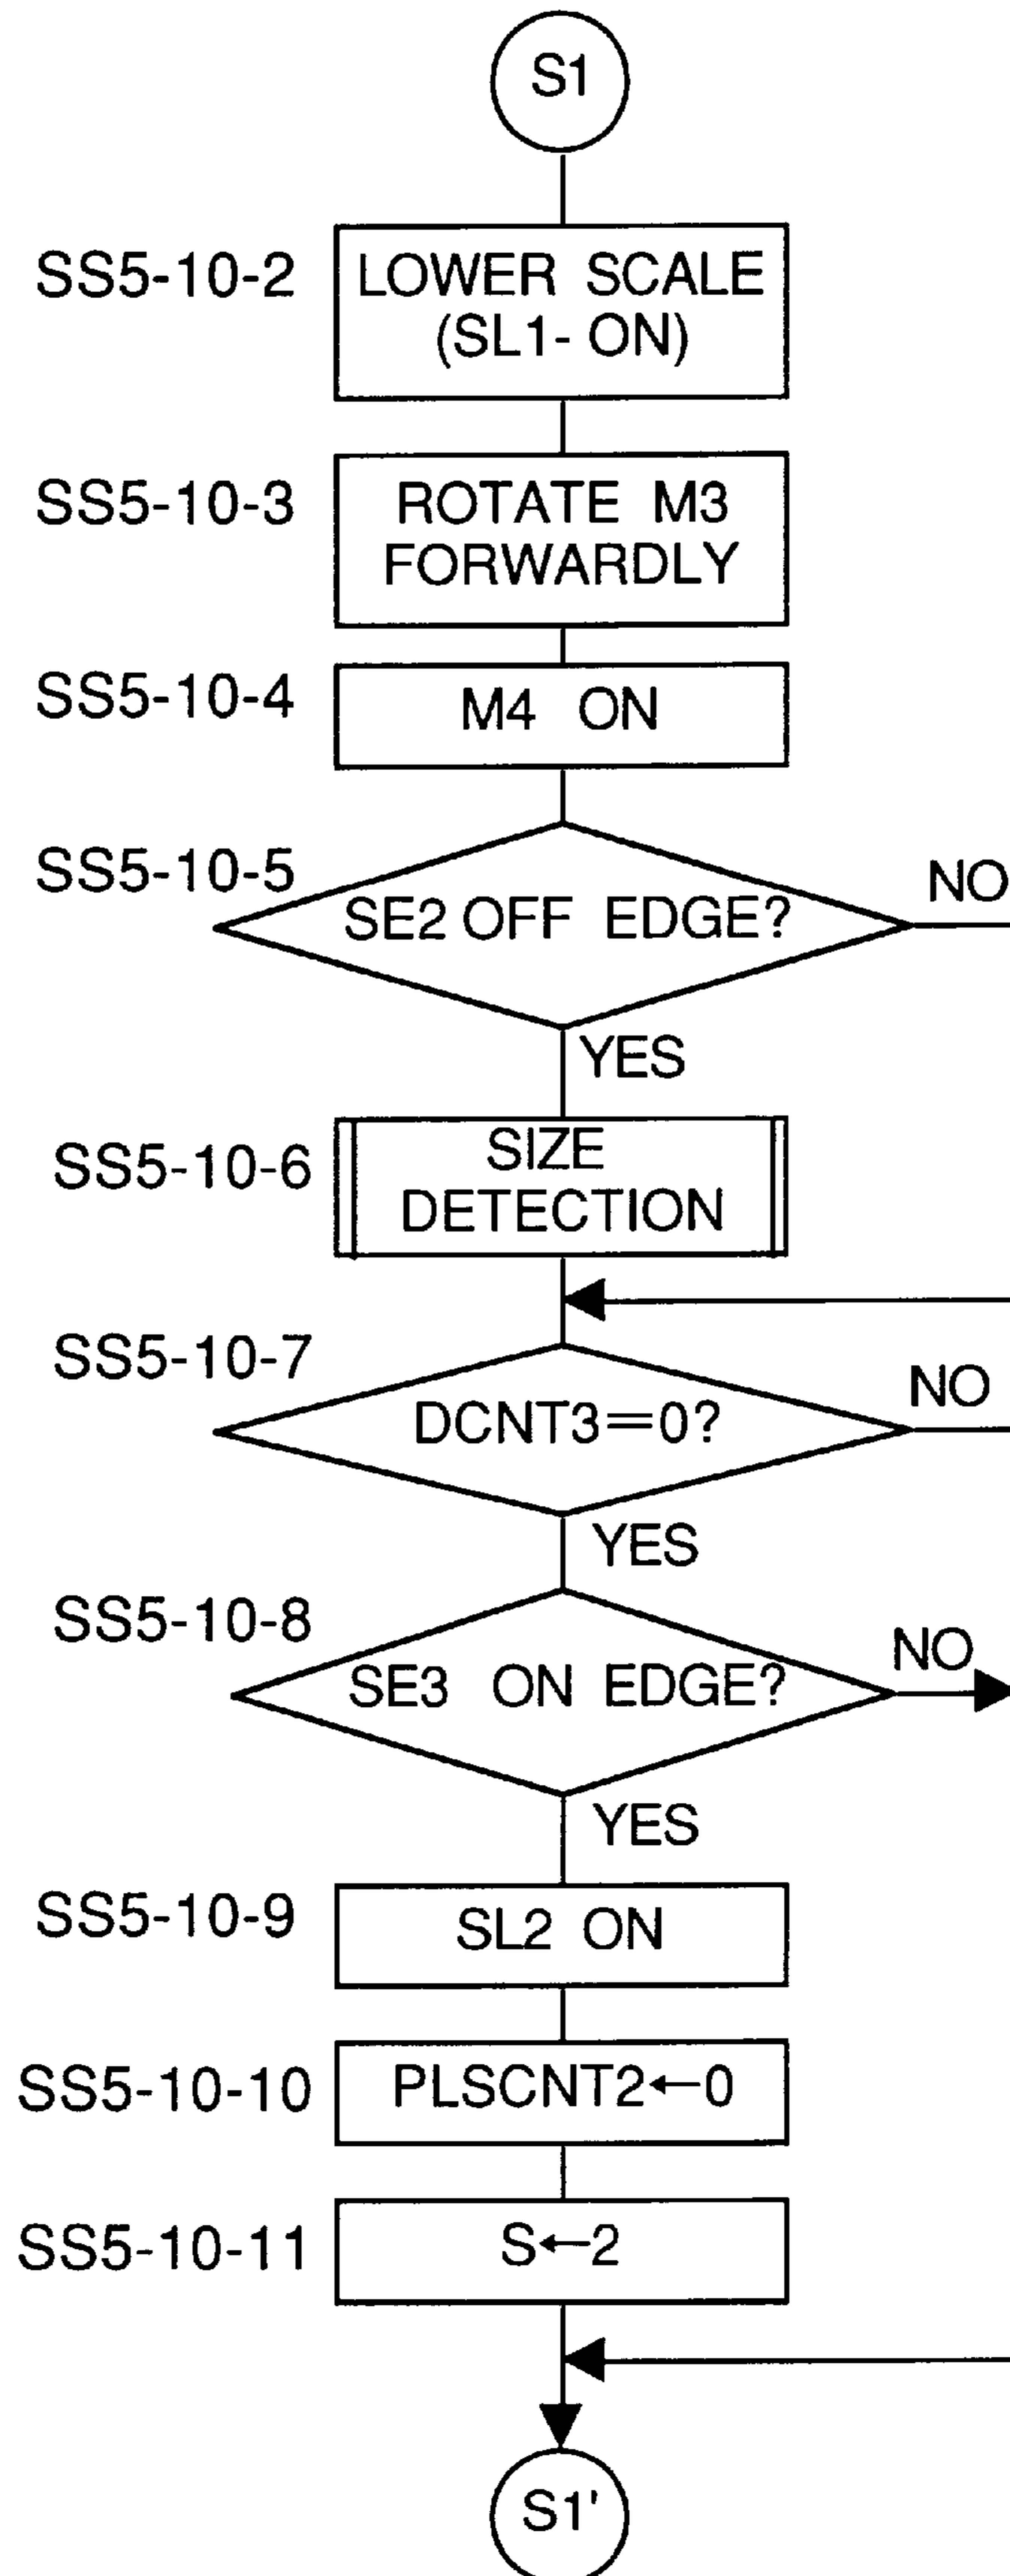 S1
SS5-10-2
LOWER SCALE
(SL1- ON)
SS5-10-3
ROTATE M3
FORWARDLY
SS5-10-4
M4 ON
SS5-10-5
SE2 OFF EDGE?
NO
YES
SS5-10-6
SIZE
DETECTION
SS5-10-7
DCNT3=0?
NO
YES
SS5-10-8
SE3 ON EDGE?
NO
YES
SS5-10-9
SL2 ON
SS5-10-10
PLSCNT2←0
SS5-10-11
S←2
S1'